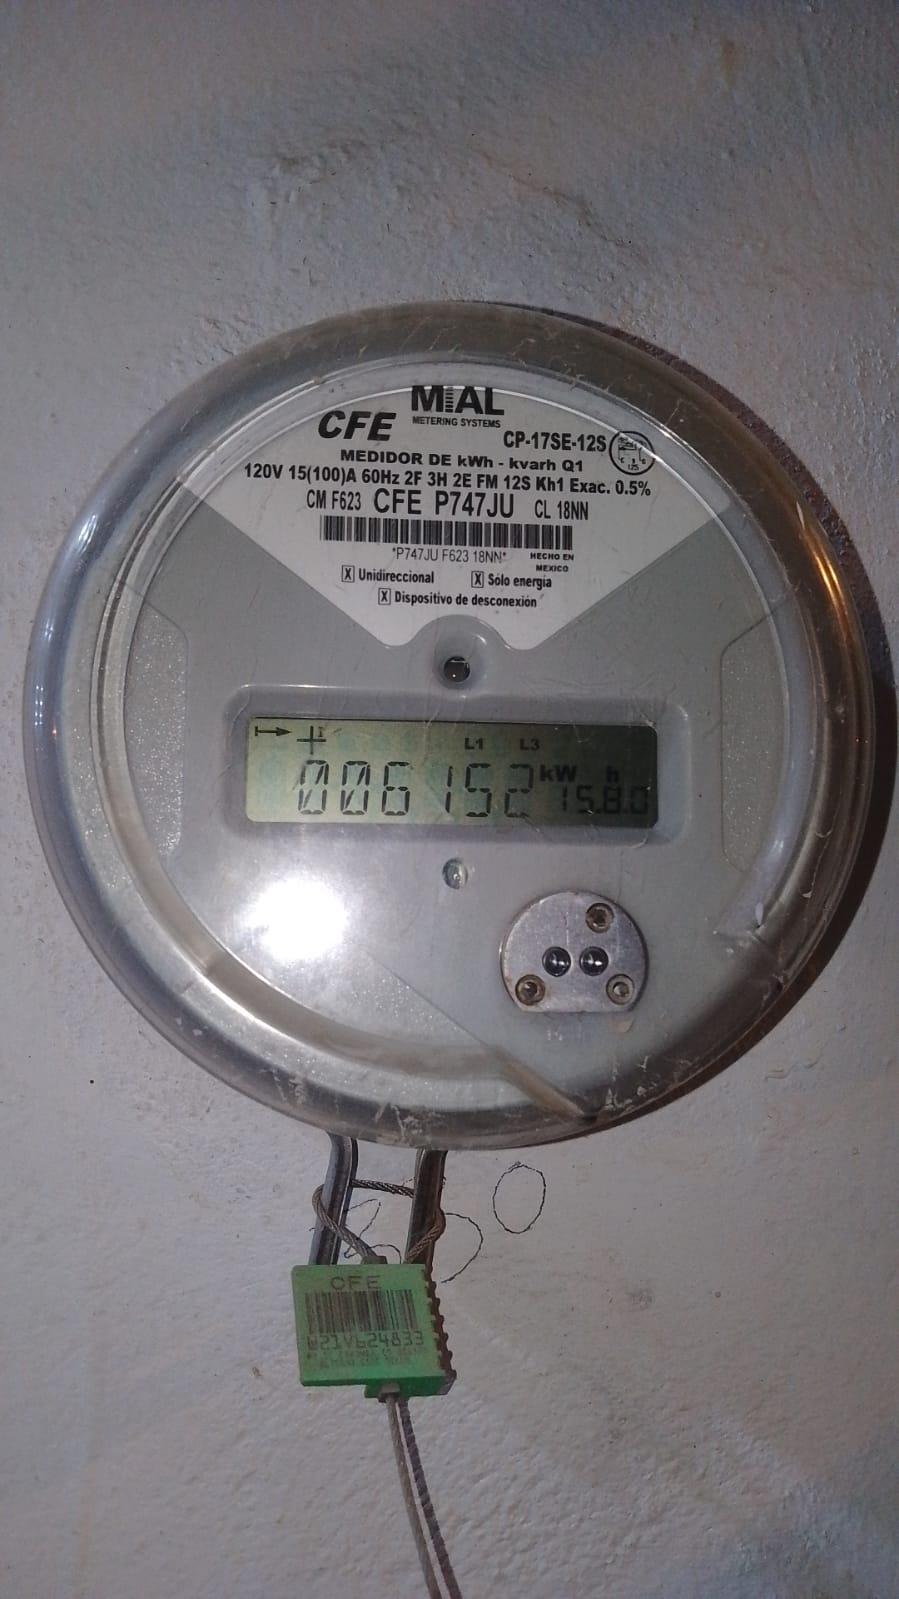 MIAL
METERING SYSTEMS
CFE
CP-17SE-12S
MEDIDOR DE kWh - kvarh Q1
120V 15(100)A 60Hz 2F 3H 2E FM 12S Kh1 Exac. 0.5%
CM F623 CFE P747JU CL 18NN
*P747JU F623 18NN*
HECHO EN
MEXICO
X Unidireccional X Solo energía
X Dispositivo de desconexión
L1 L3
006152 kW h 15.8.0
CFE
021V624833